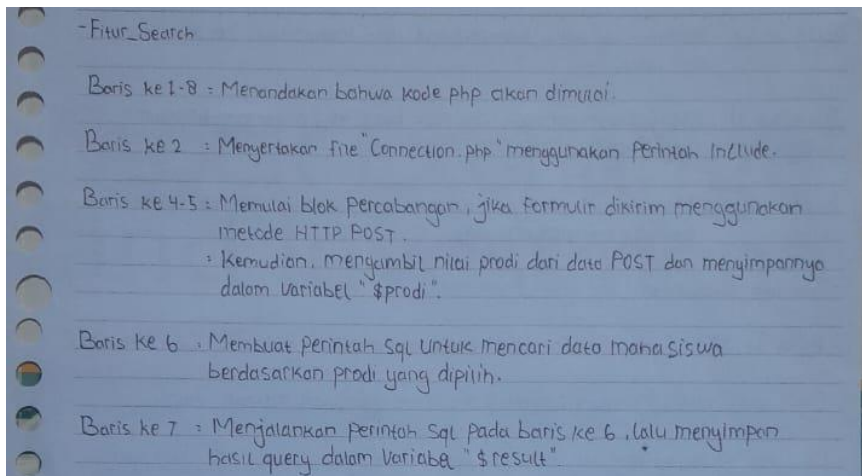 - Fitur_Search
Baris ke 1-8 : Menandakan bahwa kode php akan dimulai.
Baris ke 2 : Menyertakan file "Connection.php" menggunakan Perintah Include.
Baris ke 4-5 : Memulai blok percabangan, jika formulir dikirim menggunakan
metode HTTP POST.
: Kemudian, mengambil nilai prodi dari data POST dan menyimpannya
dalam variabel "$prodi".
Baris ke 6 : Membuat perintah Sql untuk mencari data mahasiswa
berdasarkan prodi yang dipilih.
Baris ke 7 : Menjalankan perintah Sql pada baris ke 6, lalu menyimpan
hasil query dalam variabel "$result"